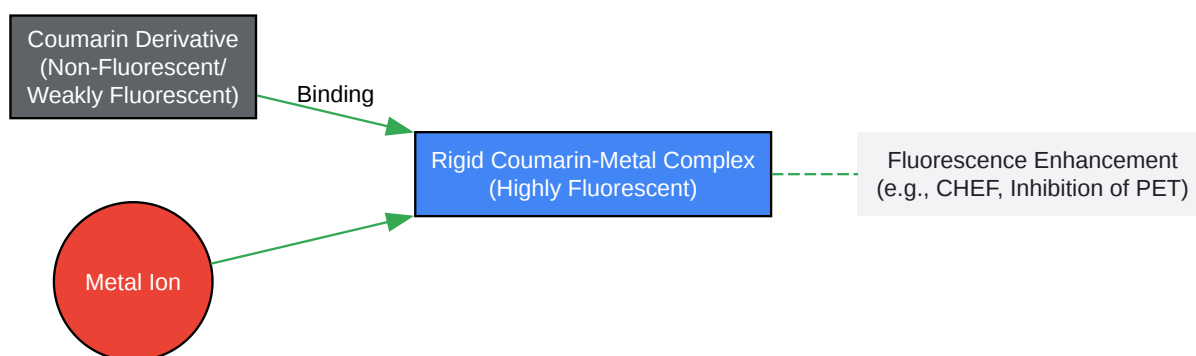 Coumarin Derivative
(Non-Fluorescent/
Weakly Fluorescent)
Binding
Rigid Coumarin-Metal Complex
(Highly Fluorescent)
Fluorescence Enhancement
(e.g., CHEF, Inhibition of PET)
Metal Ion